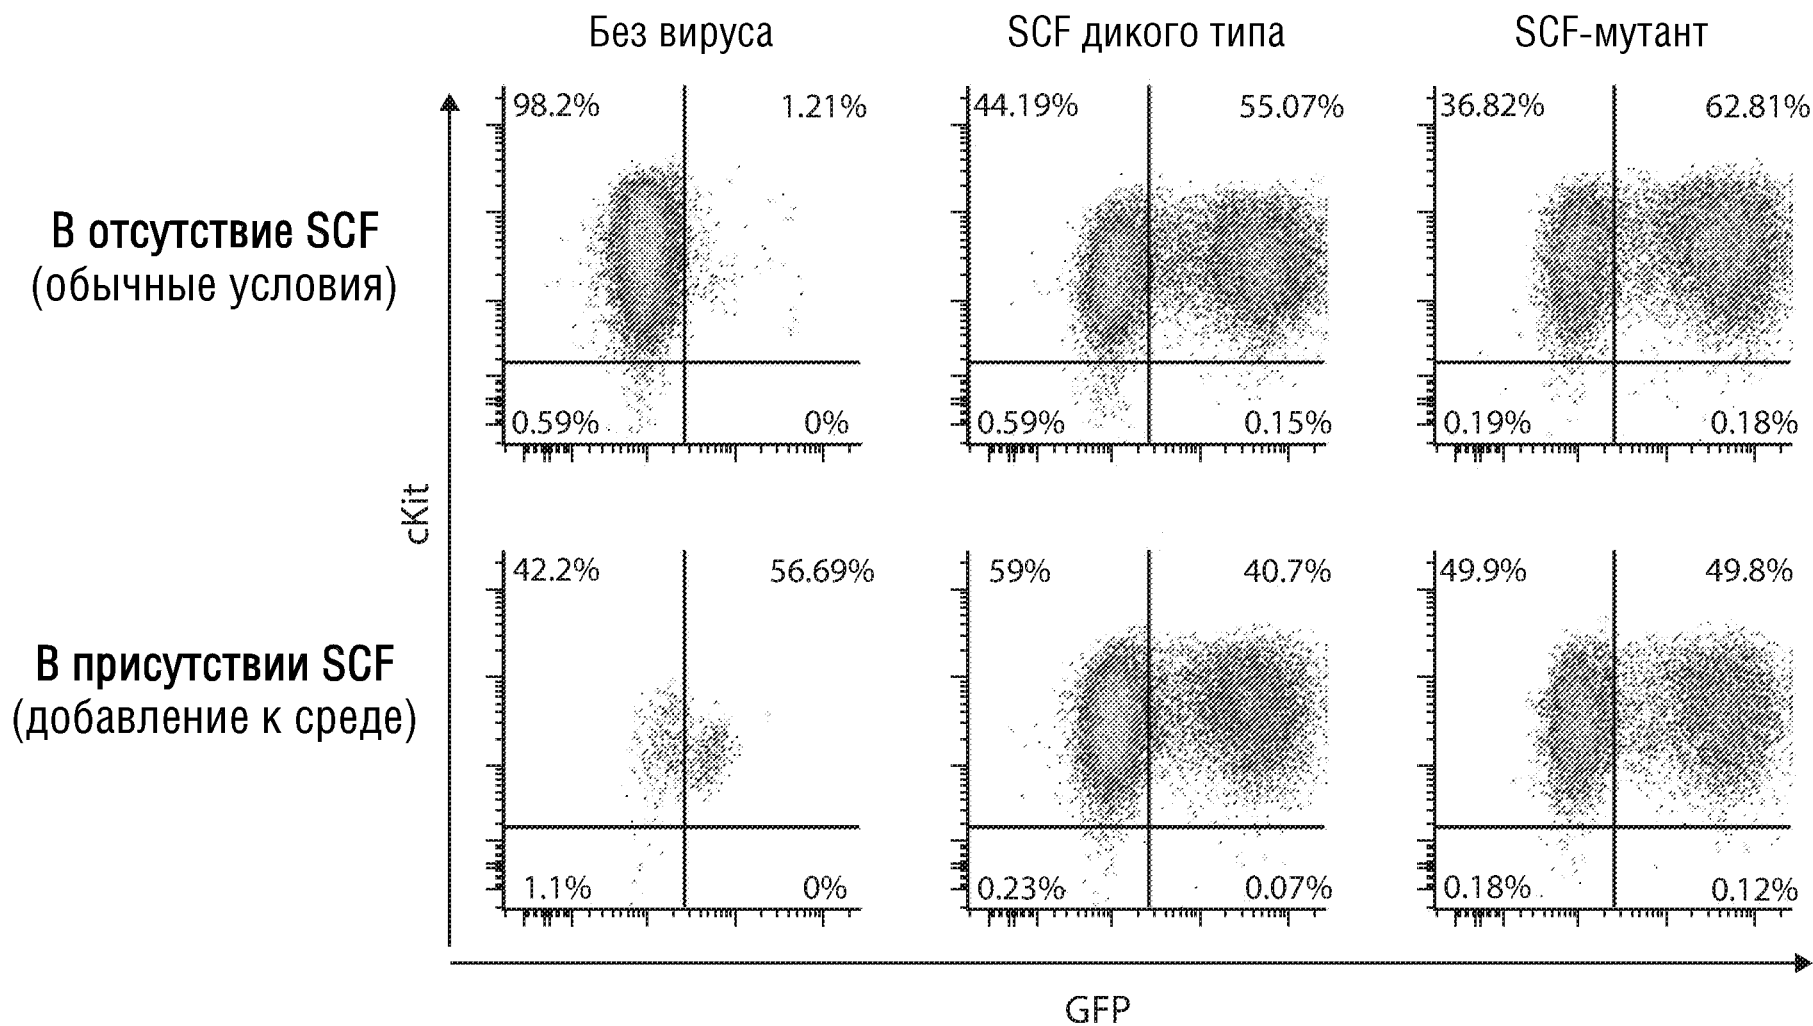 Без вируса
SCF дикого типа
SCF-мутант
98.2%
1.21%
44.19%
55.07%
36.82%
62.81%
В отсутствие SCF
(обычные условия)
0.59%
0%
0.59%
0.15%
0.19%
0.18%
cKit
42.2%
56.69%
59%
40.7%
49.9%
49.8%
В присутствии SCF
(добавление к среде)
1.1%
0%
0.23%
0.07%
0.18%
0.12%
GFP